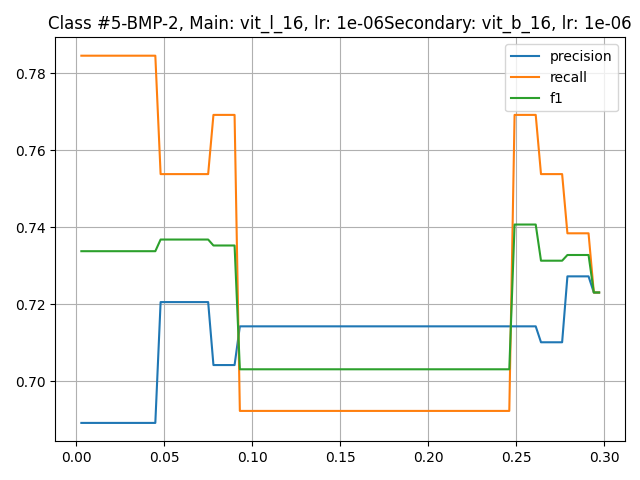 Class #5-BMP-2, Main: vit_l_16, lr: 1e-06Secondary: vit_b_16, lr: 1e-06
precision
recall
f1
0.78
0.76
0.74
0.72
0.70
0.00 0.05 0.10 0.15 0.20 0.25 0.30